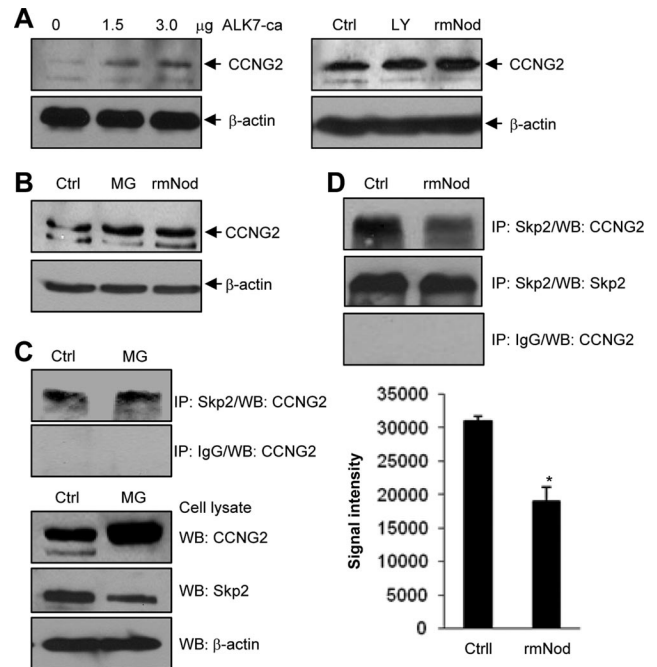 A
0 1.5 3.0 μg ALK7-ca
CCNG2
β-actin
Ctrl LY rmNod
CCNG2
β-actin
B
Ctrl MG rmNod
CCNG2
β-actin
C
Ctrl MG
IP: Skp2/WB: CCNG2
IP: IgG/WB: CCNG2
Ctrl MG Cell lysate
WB: CCNG2
WB: Skp2
WB: β-actin
D
Ctrl rmNod
IP: Skp2/WB: CCNG2
IP: Skp2/WB: Skp2
IP: IgG/WB: CCNG2
Signal intensity
35000
30000
25000
20000
15000
10000
5000
0
*
Ctrll rmNod